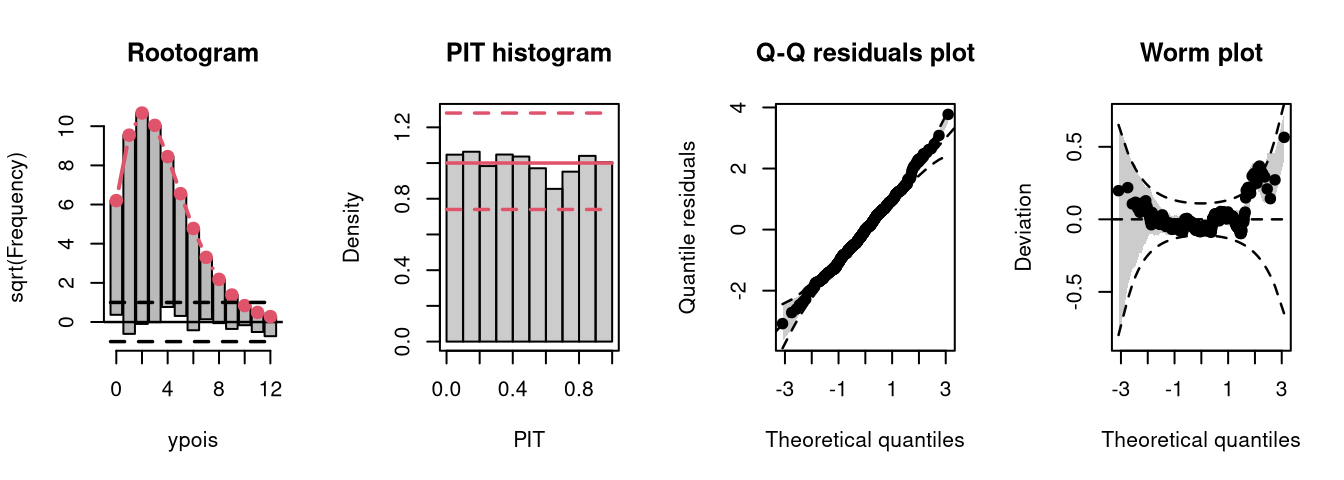 Rootogram
sqrt(Frequency)
0 2 4 6 8 10
0 4 8 12
ypois
PIT histogram
Density
0.0 0.4 0.8 1.2
0.0 0.4 0.8
PIT
Q-Q residuals plot
Quantile residuals
-2 0 2 4
-3 -1 1 3
Theoretical quantiles
Worm plot
Deviation
-0.5 0.0 0.5
-3 -1 1 3
Theoretical quantiles